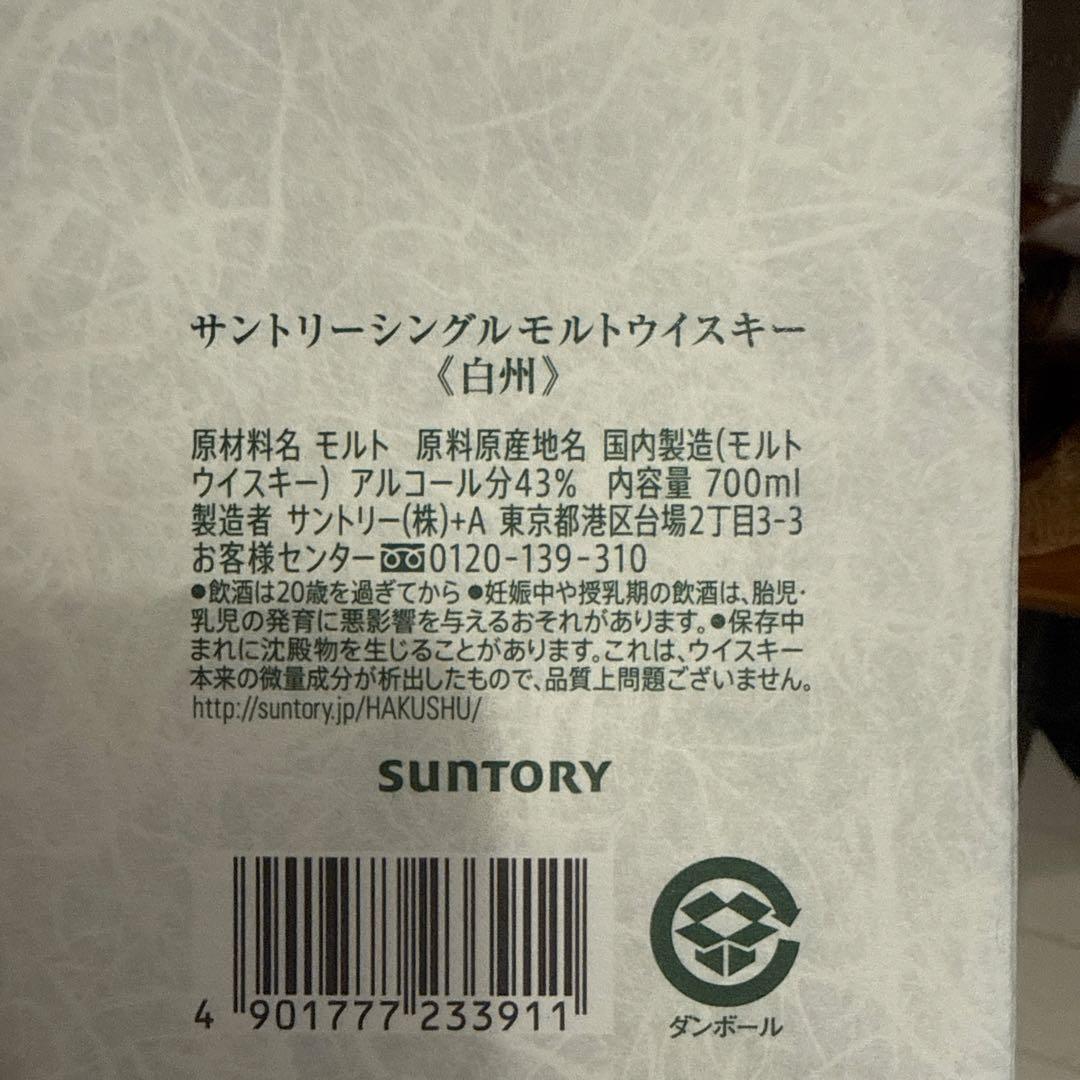 サントリーシングルモルトウイスキー
《白州》
原材料名 モルト 原料原産地名 国内製造(モルト
ウイスキー) アルコール分43% 内容量 700ml
製造者 サントリー(株)+A 東京都港区台場2丁目3-3
お客様センター 0120-139-310
●飲酒は20歳を過ぎてから ●妊娠中や授乳期の飲酒は、胎児・
乳児の発育に悪影響を与えるおそれがあります。●保存中
まれに沈殿物を生じることがあります。これは、ウイスキー
本来の微量成分が析出したもので、品質上問題ございません。
http://suntory.jp/HAKUSHU/
SUNTORY
4 901777 233911
ダンボール